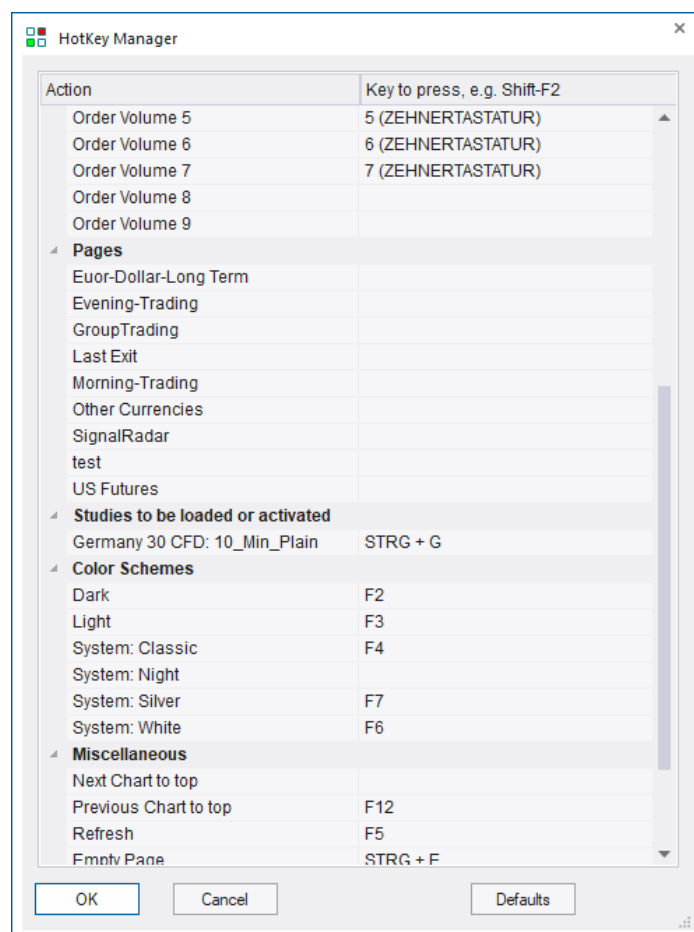 HotKey Manager
Action Key to press, e.g. Shift-F2
Order Volume 5 5 (ZEHNERTASTATUR)
Order Volume 6 6 (ZEHNERTASTATUR)
Order Volume 7 7 (ZEHNERTASTATUR)
Order Volume 8
Order Volume 9
Pages
Euor-Dollar-Long Term
Evening-Trading
GroupTrading
Last Exit
Morning-Trading
Other Currencies
SignalRadar
test
US Futures
Studies to be loaded or activated
Germany 30 CFD: 10_Min_Plain STRG + G
Color Schemes
Dark F2
Light F3
System: Classic F4
System: Night
System: Silver F7
System: White F6
Miscellaneous
Next Chart to top
Previous Chart to top F12
Refresh F5
Empty Page STRG +
OK Cancel Defaults